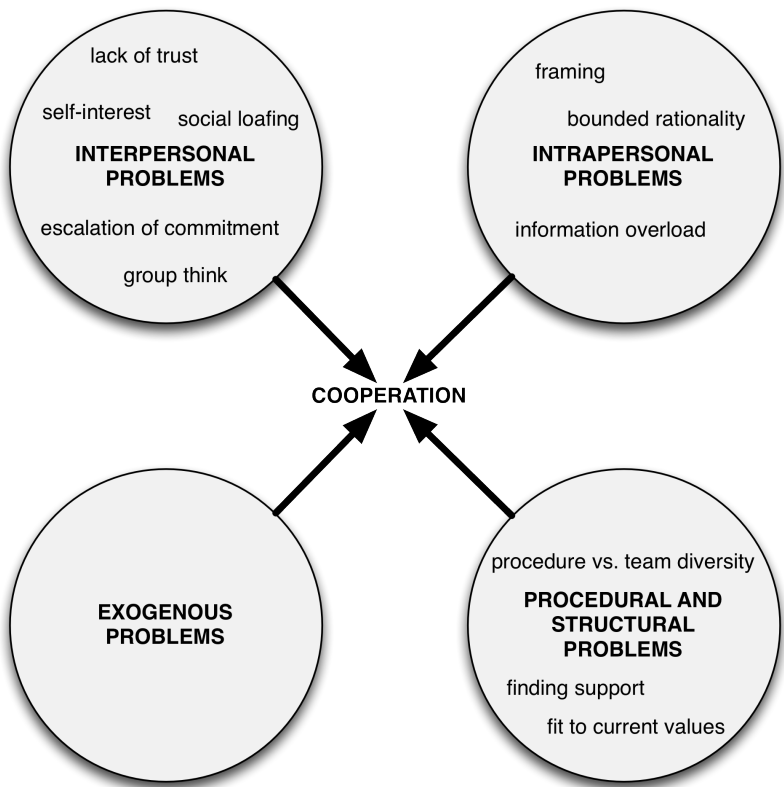 lack of trust
self-interest
social loafing
INTERPERSONAL
PROBLEMS
escalation of commitment
group think
framing
bounded rationality
INTRAPERSONAL
PROBLEMS
information overload
COOPERATION
EXOGENOUS
PROBLEMS
procedure vs. team diversity
PROCEDURAL AND
STRUCTURAL
PROBLEMS
finding support
fit to current values